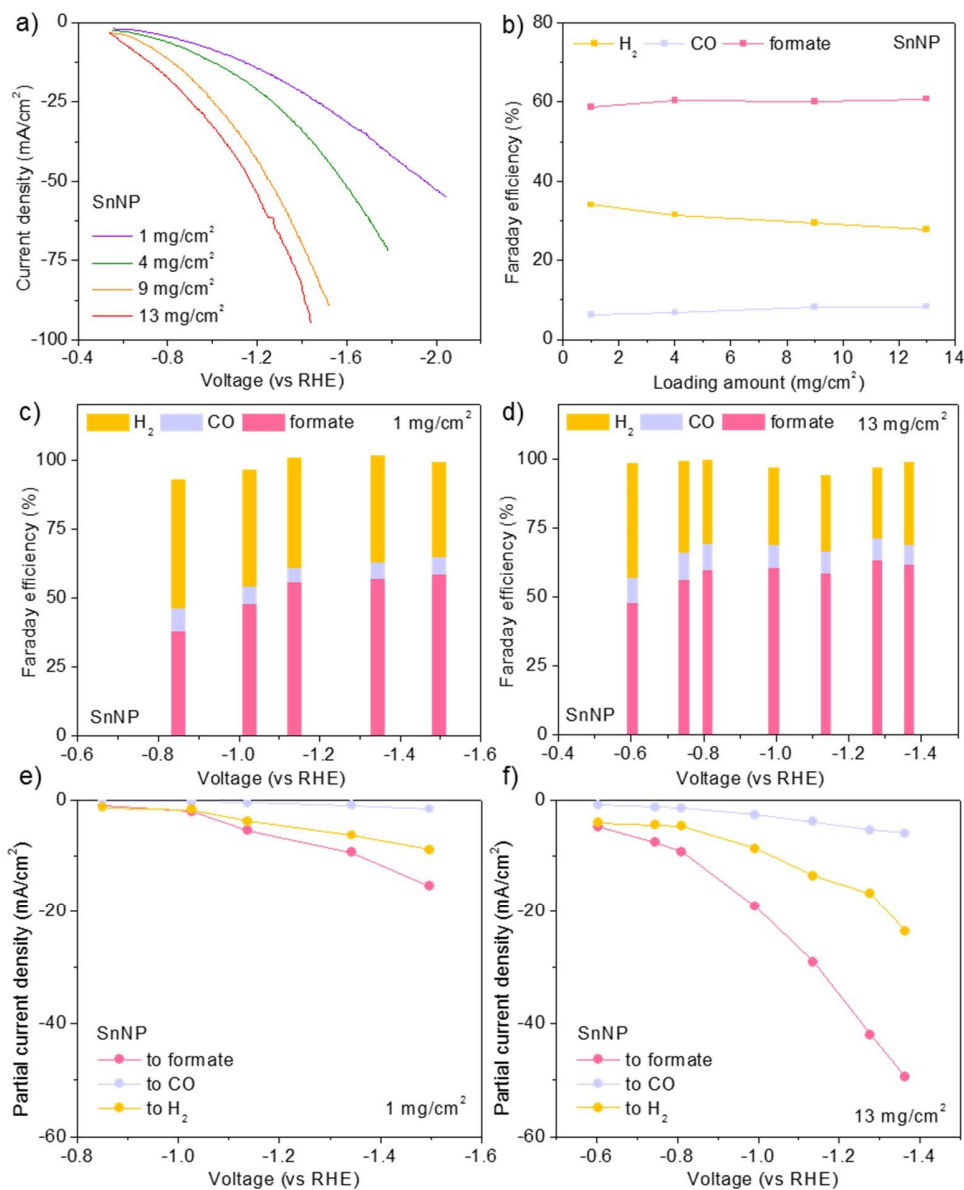 a)
0
-25
-50
-75
-100
Current density (mA/cm²)
SnNP
1 mg/cm²
4 mg/cm²
9 mg/cm²
13 mg/cm²
-0.4 -0.8 -1.2 -1.6 -2.0
Voltage (vs RHE)
b)
80
60
40
20
0
Faraday efficiency (%)
H₂ CO formate SnNP
0 2 4 6 8 10 12 14
Loading amount (mg/cm²)
c)
H₂ CO formate 1 mg/cm²
100
75
50
25
0
Faraday efficiency (%)
SnNP
-0.6 -0.8 -1.0 -1.2 -1.4 -1.6
Voltage (vs RHE)
d)
H₂ CO formate 13 mg/cm²
100
75
50
25
0
Faraday efficiency (%)
SnNP
-0.4 -0.6 -0.8 -1.0 -1.2 -1.4
Voltage (vs RHE)
e)
0
-20
-40
-60
Partial current density (mA/cm²)
SnNP
to formate
to CO
to H₂
1 mg/cm²
-0.8 -1.0 -1.2 -1.4 -1.6
Voltage (vs RHE)
f)
0
-20
-40
-60
Partial current density (mA/cm²)
SnNP
to formate
to CO
to H₂
13 mg/cm²
-0.6 -0.8 -1.0 -1.2 -1.4
Voltage (vs RHE)